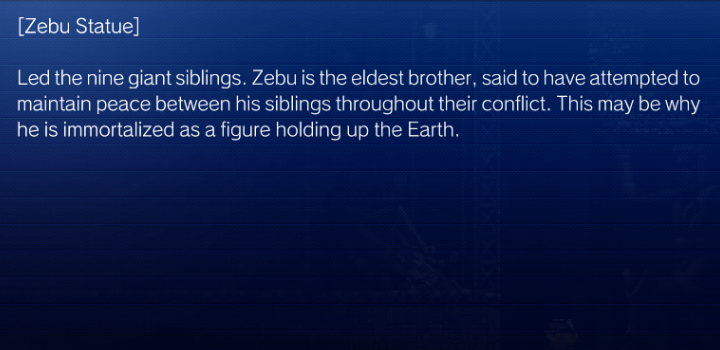 [Zebu Statue]
Led the nine giant siblings. Zebu is the eldest brother, said to have attempted to
maintain peace between his siblings throughout their conflict. This may be why
he is immortalized as a figure holding up the Earth.